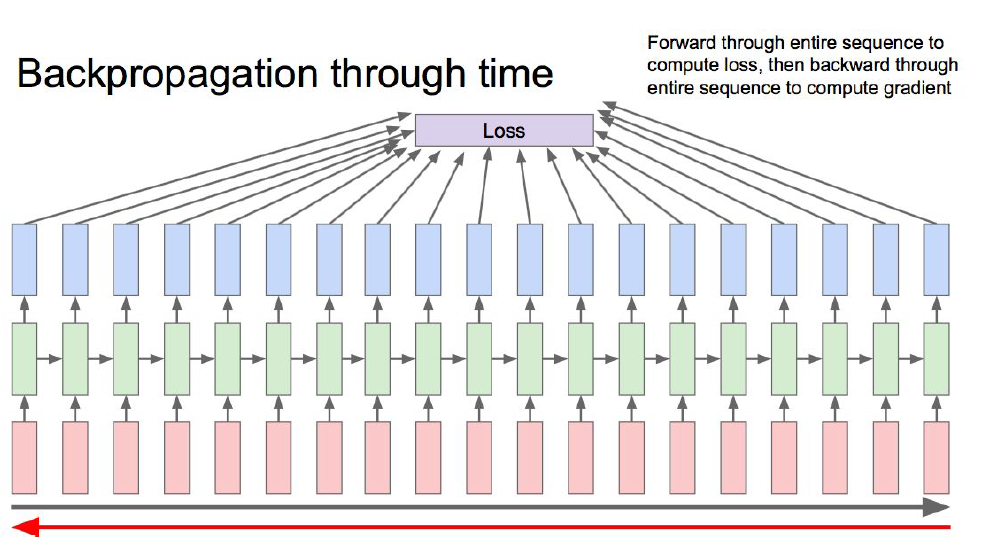 Backpropagation through time
Forward through entire sequence to
compute loss, then backward through
entire sequence to compute gradient
Loss